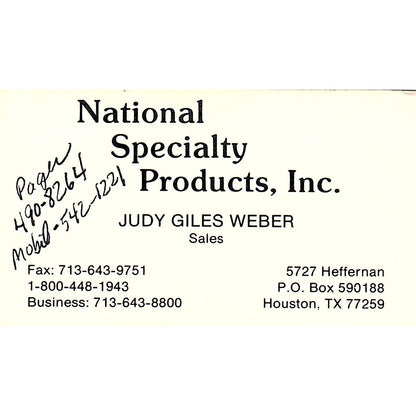 National
Specialty
Products, Inc.
Pager
490-8264
Mobil-542-1221
JUDY GILES WEBER
Sales
Fax: 713-643-9751
1-800-448-1943
Business: 713-643-8800
5727 Heffernan
P.O. Box 590188
Houston, TX 77259